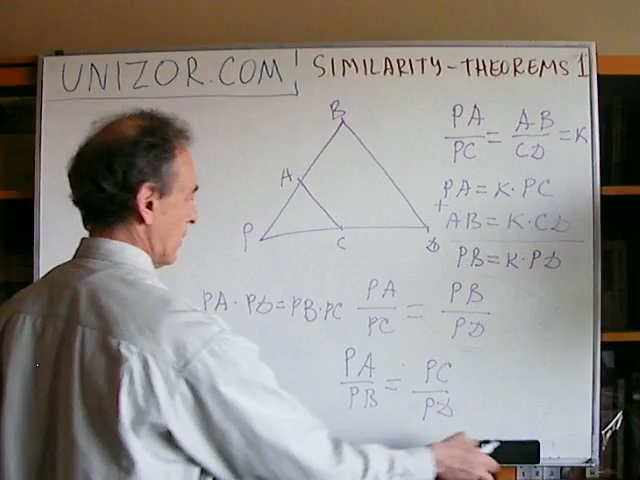 UNIZOR.COM
SIMILARITY-THEOREMS 1
B
A
P
C
D
PA/PC = AB/CD = K
PA = K·PC
+
AB = K·CD
PB = K·PD
PA·PD=PB·PC
PA/PC = PB/PD
PA/PB = PC/PD